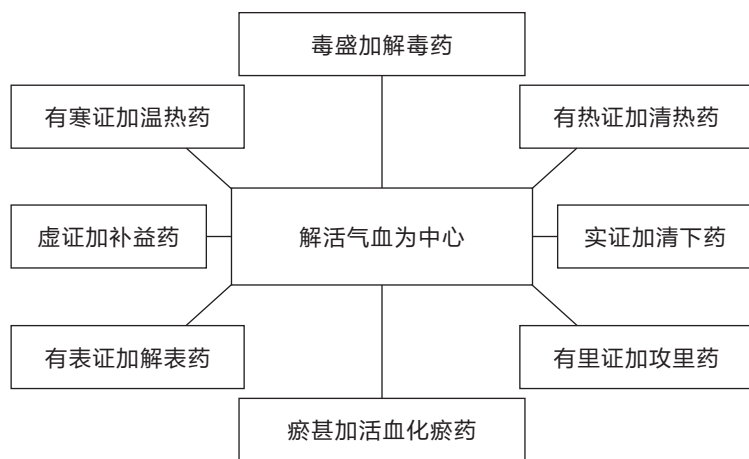 毒盛加解毒药
有寒证加温热药
有热证加清热药
虚证加补益药
解活气血为中心
实证加清下药
有表证加解表药
有里证加攻里药
瘀甚加活血化瘀药